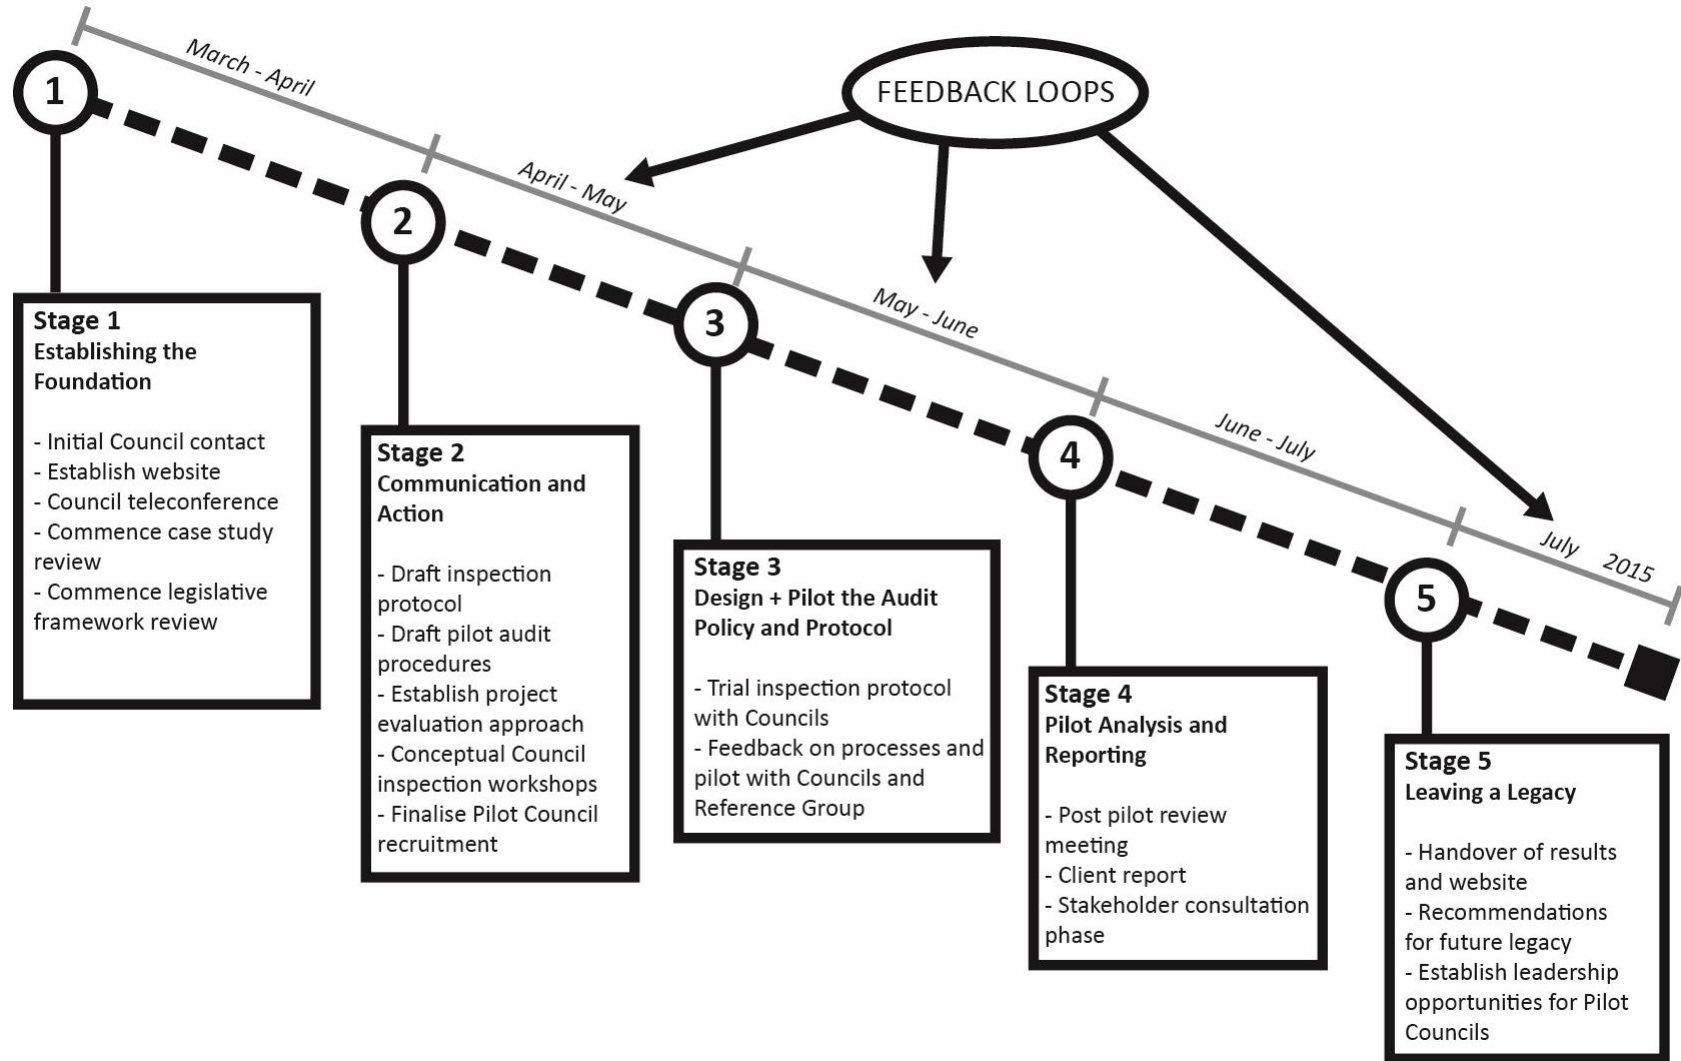 March - April
FEEDBACK LOOPS
April - May
May - June
June - July
July 2015
1
2
3
4
5
Stage 1
Establishing the
Foundation
- Initial Council contact
- Establish website
- Council teleconference
- Commence case study
review
- Commence legislative
framework review
Stage 2
Communication and
Action
- Draft inspection
protocol
- Draft pilot audit
procedures
- Establish project
evaluation approach
- Conceptual Council
inspection workshops
- Finalise Pilot Council
recruitment
Stage 3
Design + Pilot the Audit
Policy and Protocol
- Trial inspection protocol
with Councils
- Feedback on processes and
pilot with Councils and
Reference Group
Stage 4
Pilot Analysis and
Reporting
- Post pilot review
meeting
- Client report
- Stakeholder consultation
phase
Stage 5
Leaving a Legacy
- Handover of results
and website
- Recommendations
for future legacy
- Establish leadership
opportunities for Pilot
Councils